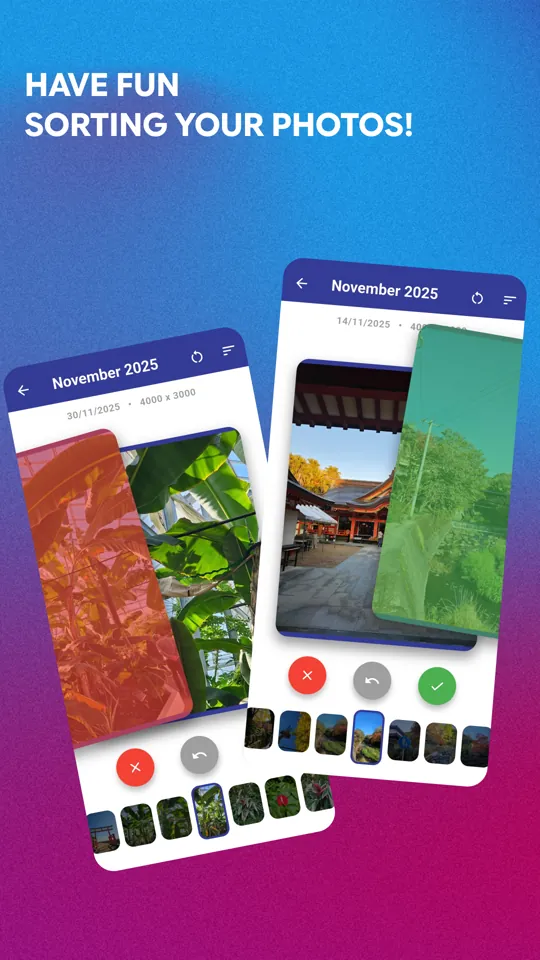 HAVE FUN
SORTING YOUR PHOTOS!
November 2025
14/11/2025 •
November 2025
30/11/2025 • 4000 x 3000